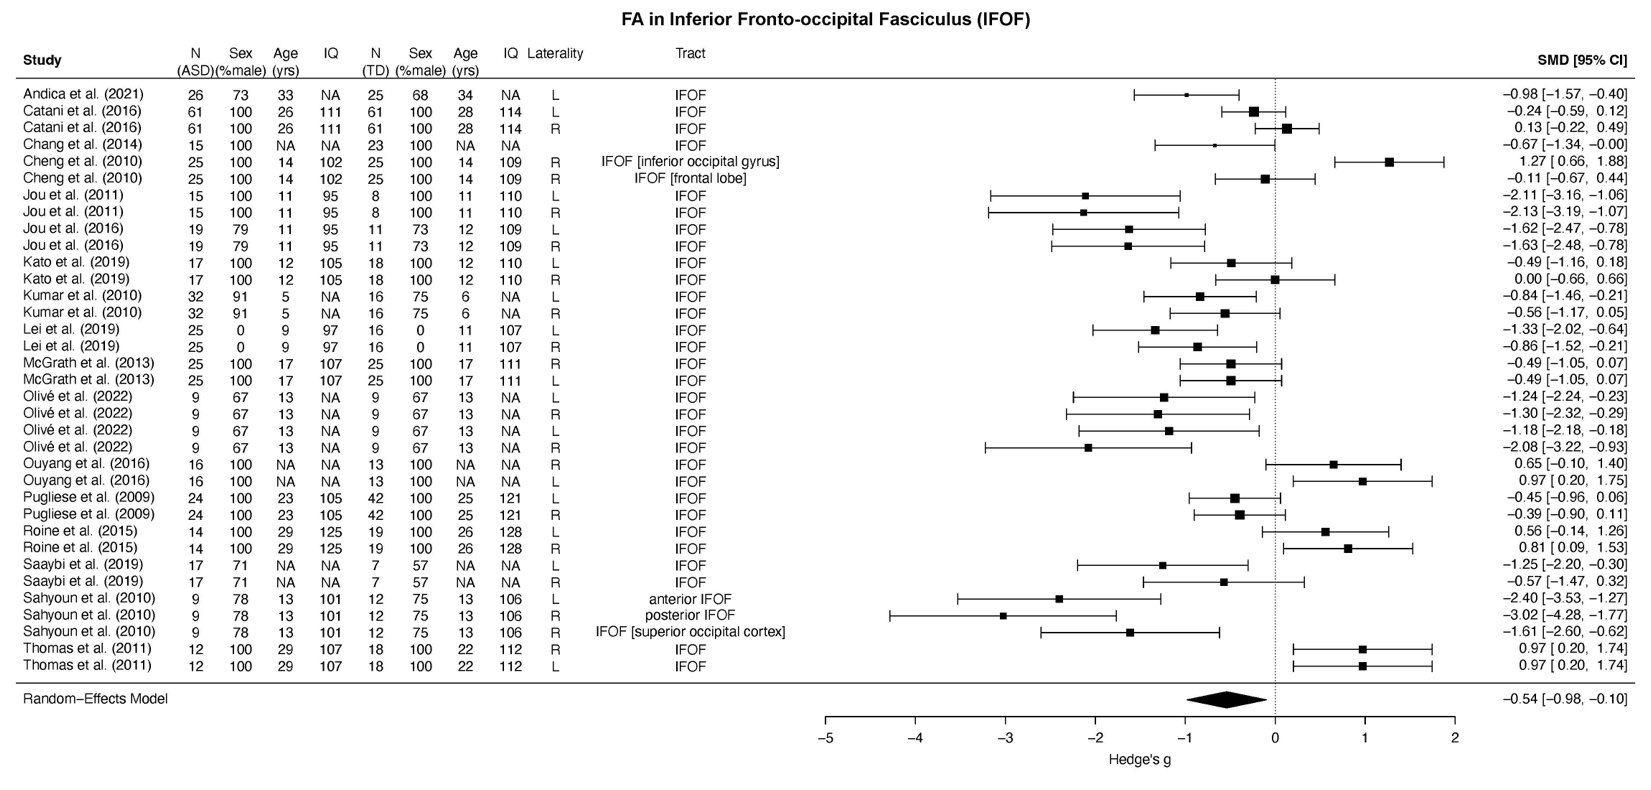 FA in Inferior Fronto-occipital Fasciculus (IFOF)
Study N (ASD) Sex (%male) Age (yrs) IQ N (TD) Sex (%male) Age (yrs) IQ Laterality Tract SMD [95% CI]
Andica et al. (2021) 26 73 33 NA 25 68 34 NA L IFOF −0.98 [−1.57, −0.40]
Catani et al. (2016) 61 100 26 111 61 100 28 114 L IFOF −0.24 [−0.59, 0.12]
Catani et al. (2016) 61 100 26 111 61 100 28 114 R IFOF 0.13 [−0.22, 0.49]
Chang et al. (2014) 15 100 NA NA 23 100 NA NA IFOF −0.67 [−1.34, −0.00]
Cheng et al. (2010) 25 100 14 102 25 100 14 109 R IFOF [inferior occipital gyrus] 1.27 [ 0.66, 1.88]
Cheng et al. (2010) 25 100 14 102 25 100 14 109 R IFOF [frontal lobe] −0.11 [−0.67, 0.44]
Jou et al. (2011) 15 100 11 95 8 100 11 110 L IFOF −2.11 [−3.16, −1.06]
Jou et al. (2011) 15 100 11 95 8 100 11 110 R IFOF −2.13 [−3.19, −1.07]
Jou et al. (2016) 19 79 11 95 11 73 12 109 L IFOF −1.62 [−2.47, −0.78]
Jou et al. (2016) 19 79 11 95 11 73 12 109 R IFOF −1.63 [−2.48, −0.78]
Kato et al. (2019) 17 100 12 105 18 100 12 110 L IFOF −0.49 [−1.16, 0.18]
Kato et al. (2019) 17 100 12 105 18 100 12 110 R IFOF 0.00 [−0.66, 0.66]
Kumar et al. (2010) 32 91 5 NA 16 75 6 NA L IFOF −0.84 [−1.46, −0.21]
Kumar et al. (2010) 32 91 5 NA 16 75 6 NA R IFOF −0.56 [−1.17, 0.05]
Lei et al. (2019) 25 0 9 97 16 0 11 107 L IFOF −1.33 [−2.02, −0.64]
Lei et al. (2019) 25 0 9 97 16 0 11 107 R IFOF −0.86 [−1.52, −0.21]
McGrath et al. (2013) 25 100 17 107 25 100 17 111 R IFOF −0.49 [−1.05, 0.07]
McGrath et al. (2013) 25 100 17 107 25 100 17 111 L IFOF −0.49 [−1.05, 0.07]
Olivé et al. (2022) 9 67 13 NA 9 67 13 NA L IFOF −1.24 [−2.24, −0.23]
Olivé et al. (2022) 9 67 13 NA 9 67 13 NA R IFOF −1.30 [−2.32, −0.29]
Olivé et al. (2022) 9 67 13 NA 9 67 13 NA L IFOF −1.18 [−2.18, −0.18]
Olivé et al. (2022) 9 67 13 NA 9 67 13 NA R IFOF −2.08 [−3.22, −0.93]
Ouyang et al. (2016) 16 100 NA NA 13 100 NA NA R IFOF 0.65 [−0.10, 1.40]
Ouyang et al. (2016) 16 100 NA NA 13 100 NA NA L IFOF 0.97 [ 0.20, 1.75]
Pugliese et al. (2009) 24 100 23 105 42 100 25 121 L IFOF −0.45 [−0.96, 0.06]
Pugliese et al. (2009) 24 100 23 105 42 100 25 121 R IFOF −0.39 [−0.90, 0.11]
Roine et al. (2015) 14 100 29 125 19 100 26 128 L IFOF 0.56 [−0.14, 1.26]
Roine et al. (2015) 14 100 29 125 19 100 26 128 R IFOF 0.81 [ 0.09, 1.53]
Saaybi et al. (2019) 17 71 NA NA 7 57 NA NA L IFOF −1.25 [−2.20, −0.30]
Saaybi et al. (2019) 17 71 NA NA 7 57 NA NA R IFOF −0.57 [−1.47, 0.32]
Sahyoun et al. (2010) 9 78 13 101 12 75 13 106 L anterior IFOF −2.40 [−3.53, −1.27]
Sahyoun et al. (2010) 9 78 13 101 12 75 13 106 R posterior IFOF −3.02 [−4.28, −1.77]
Sahyoun et al. (2010) 9 78 13 101 12 75 13 106 R IFOF [superior occipital cortex] −1.61 [−2.60, −0.62]
Thomas et al. (2011) 12 100 29 107 18 100 22 112 R IFOF 0.97 [ 0.20, 1.74]
Thomas et al. (2011) 12 100 29 107 18 100 22 112 L IFOF 0.97 [ 0.20, 1.74]
Random−Effects Model −0.54 [−0.98, −0.10]
−5 −4 −3 −2 −1 0 1 2
Hedge's g